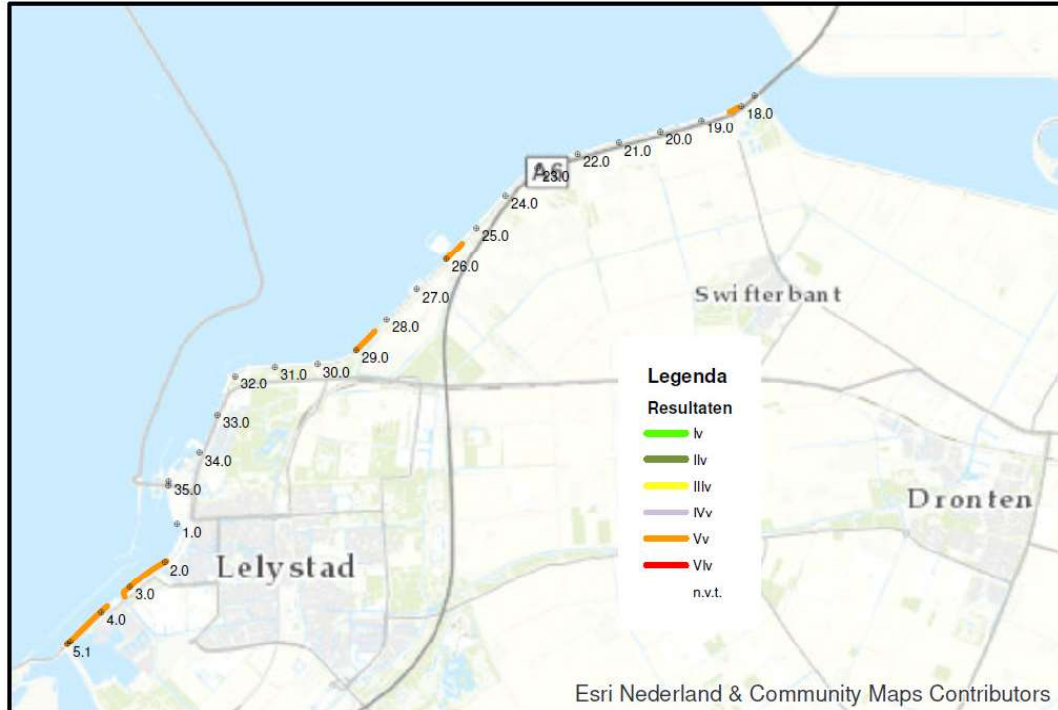 18.0
19.0
20.0
21.0
22.0
A6
23.0
24.0
25.0
26.0
27.0
Swifterbant
28.0
29.0
30.0
31.0
32.0
33.0
34.0
35.0
1.0
2.0
3.0
4.0
5.1
Lelystad
Dronten
Legenda
Resultaten
Iv
IIv
IIIv
IVv
Vv
VIv
n.v.t.
Esri Nederland & Community Maps Contributors